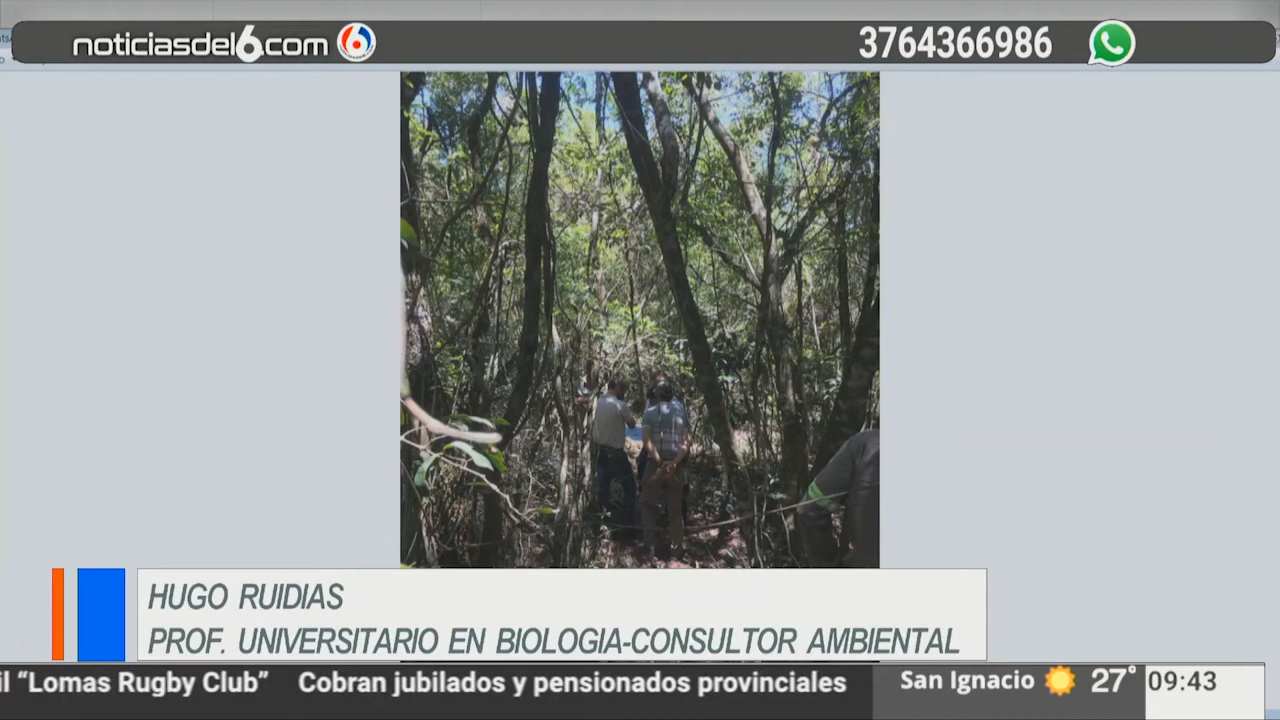 noticiasdel6.com
3764366986
HUGO RUIDIAS
PROF. UNIVERSITARIO EN BIOLOGIA-CONSULTOR AMBIENTAL
il “Lomas Rugby Club” Cobran jubilados y pensionados provinciales
San Ignacio 27° 09:43